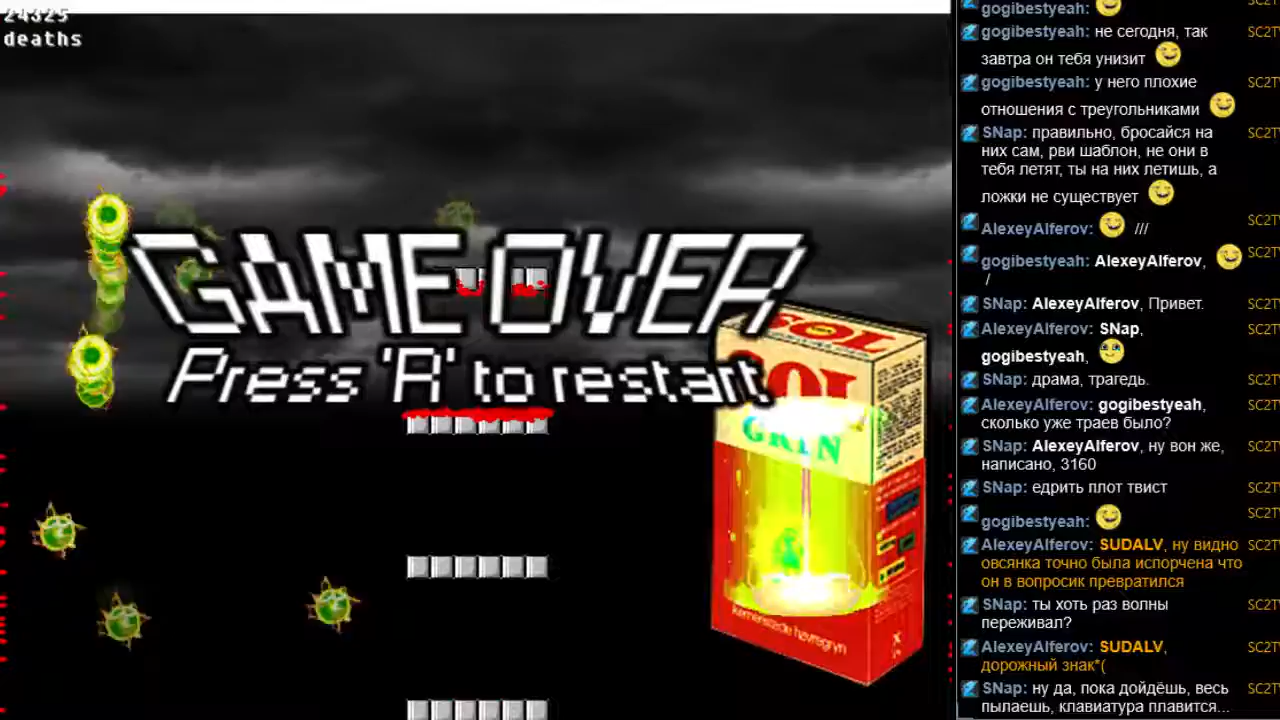 24325
deaths
GAME OVER
Press 'R' to restart
SOL
SOL
GRYN
kernesunde havregryn
gogibestyeah:
gogibestyeah: не сегодня, так
завтра он тебя унизит
gogibestyeah: у него плохие
отношения с треугольниками
SNap: правильно, бросайся на
них сам, рви шаблон, не они в
тебя летят, ты на них летишь, а
ложки не существует
AlexeyAlferov: ///
gogibestyeah: AlexeyAlferov,
/
SNap: AlexeyAlferov, Привет.
AlexeyAlferov: SNap,
gogibestyeah,
SNap: драма, трагедь.
AlexeyAlferov: gogibestyeah,
сколько уже траев было?
SNap: AlexeyAlferov, ну вон же,
написано, 3160
SNap: едрить плот твист
gogibestyeah:
AlexeyAlferov: SUDALV, ну видно
овсянка точно была испорчена что
он в вопросик превратился
SNap: ты хоть раз волны
переживал?
AlexeyAlferov: SUDALV,
дорожный знак*(
SNap: ну да, пока дойдёшь, весь
пылаешь, клавиатура плавится...